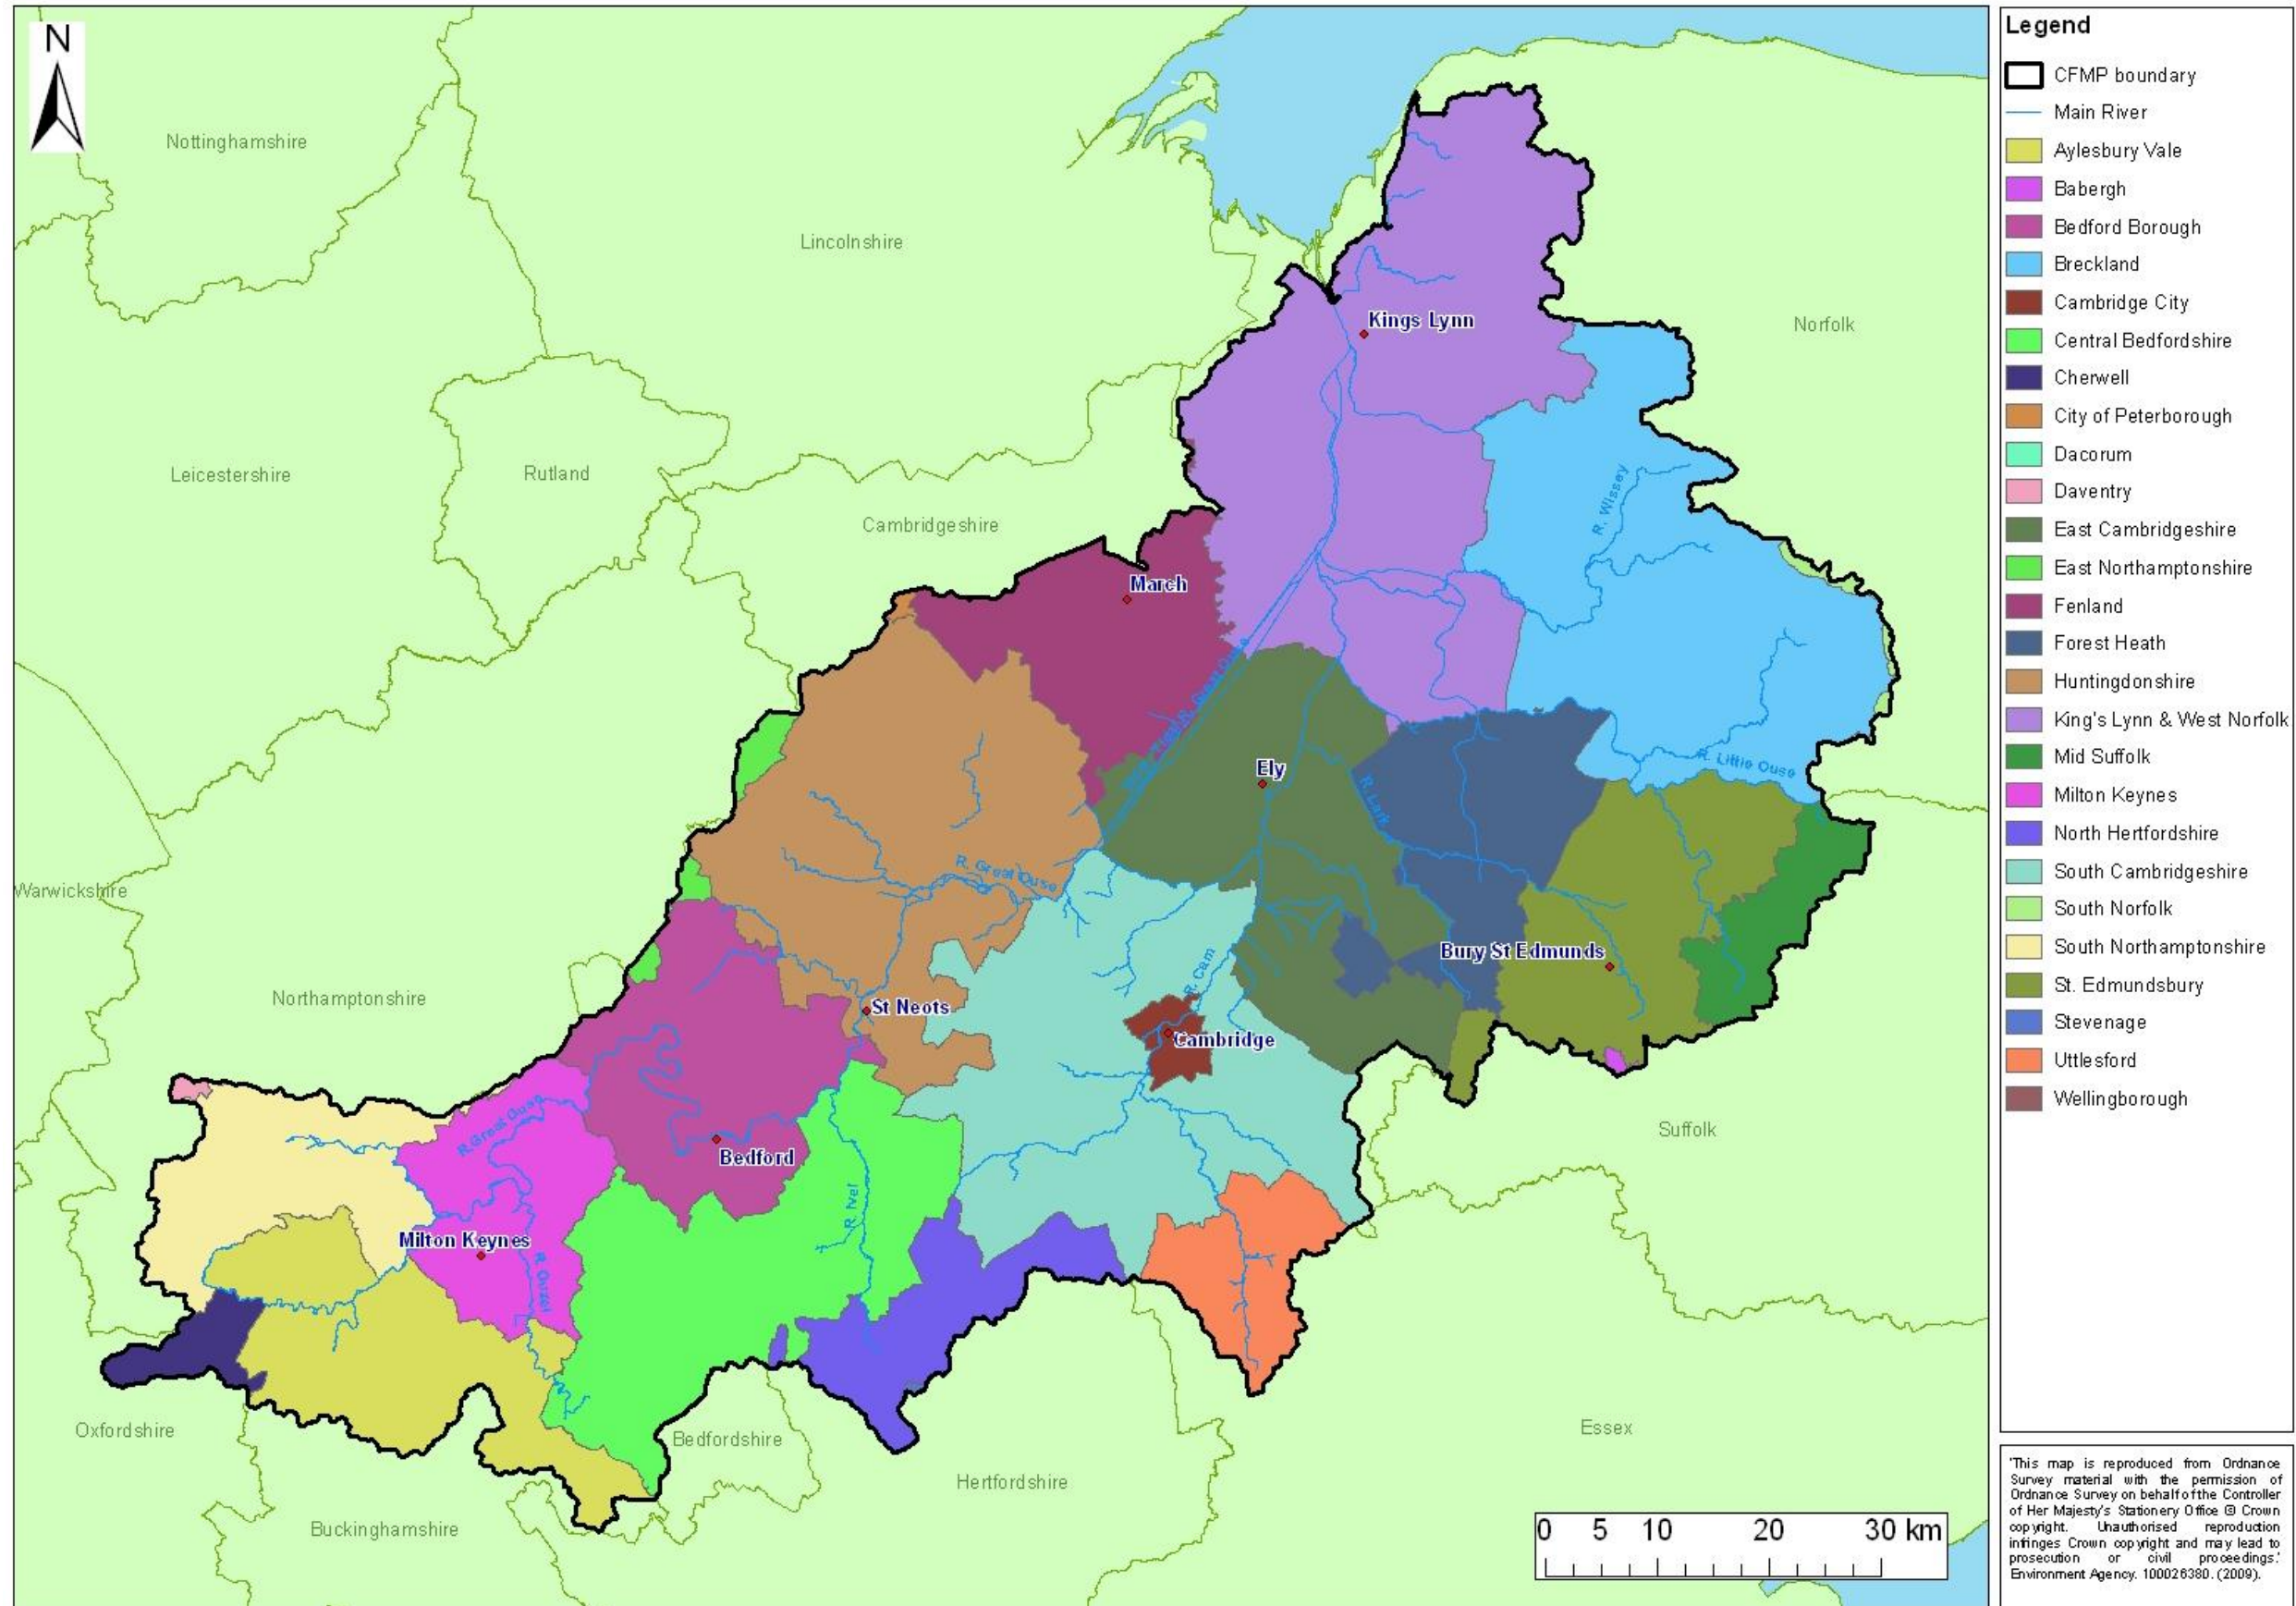 N
Nottinghamshire
Lincolnshire
Norfolk
Kings Lynn
Leicestershire
Rutland
Cambridgeshire
R. Wissey
March
Ely
R. Lark
R. Little Ouse
Warwickshire
R. Great Ouse
Northamptonshire
R. Cam
Bury St Edmunds
St Neots
Cambridge
Suffolk
R. Great Ouse
Bedford
R. Ivel
Milton Keynes
R. Ouzel
Oxfordshire
Bedfordshire
Hertfordshire
Essex
Buckinghamshire
0 5 10 20 30 km
Legend
CFMP boundary
Main River
Aylesbury Vale
Babergh
Bedford Borough
Breckland
Cambridge City
Central Bedfordshire
Cherwell
City of Peterborough
Dacorum
Daventry
East Cambridgeshire
East Northamptonshire
Fenland
Forest Heath
Huntingdonshire
King's Lynn & West Norfolk
Mid Suffolk
Milton Keynes
North Hertfordshire
South Cambridgeshire
South Norfolk
South Northamptonshire
St. Edmundsbury
Stevenage
Uttlesford
Wellingborough
'This map is reproduced from Ordnance
Survey material with the permission of
Ordnance Survey on behalf of the Controller
of Her Majesty's Stationery Office © Crown
copyright. Unauthorised reproduction
infringes Crown copyright and may lead to
prosecution or civil proceedings.'
Environment Agency. 100026380. (2009).